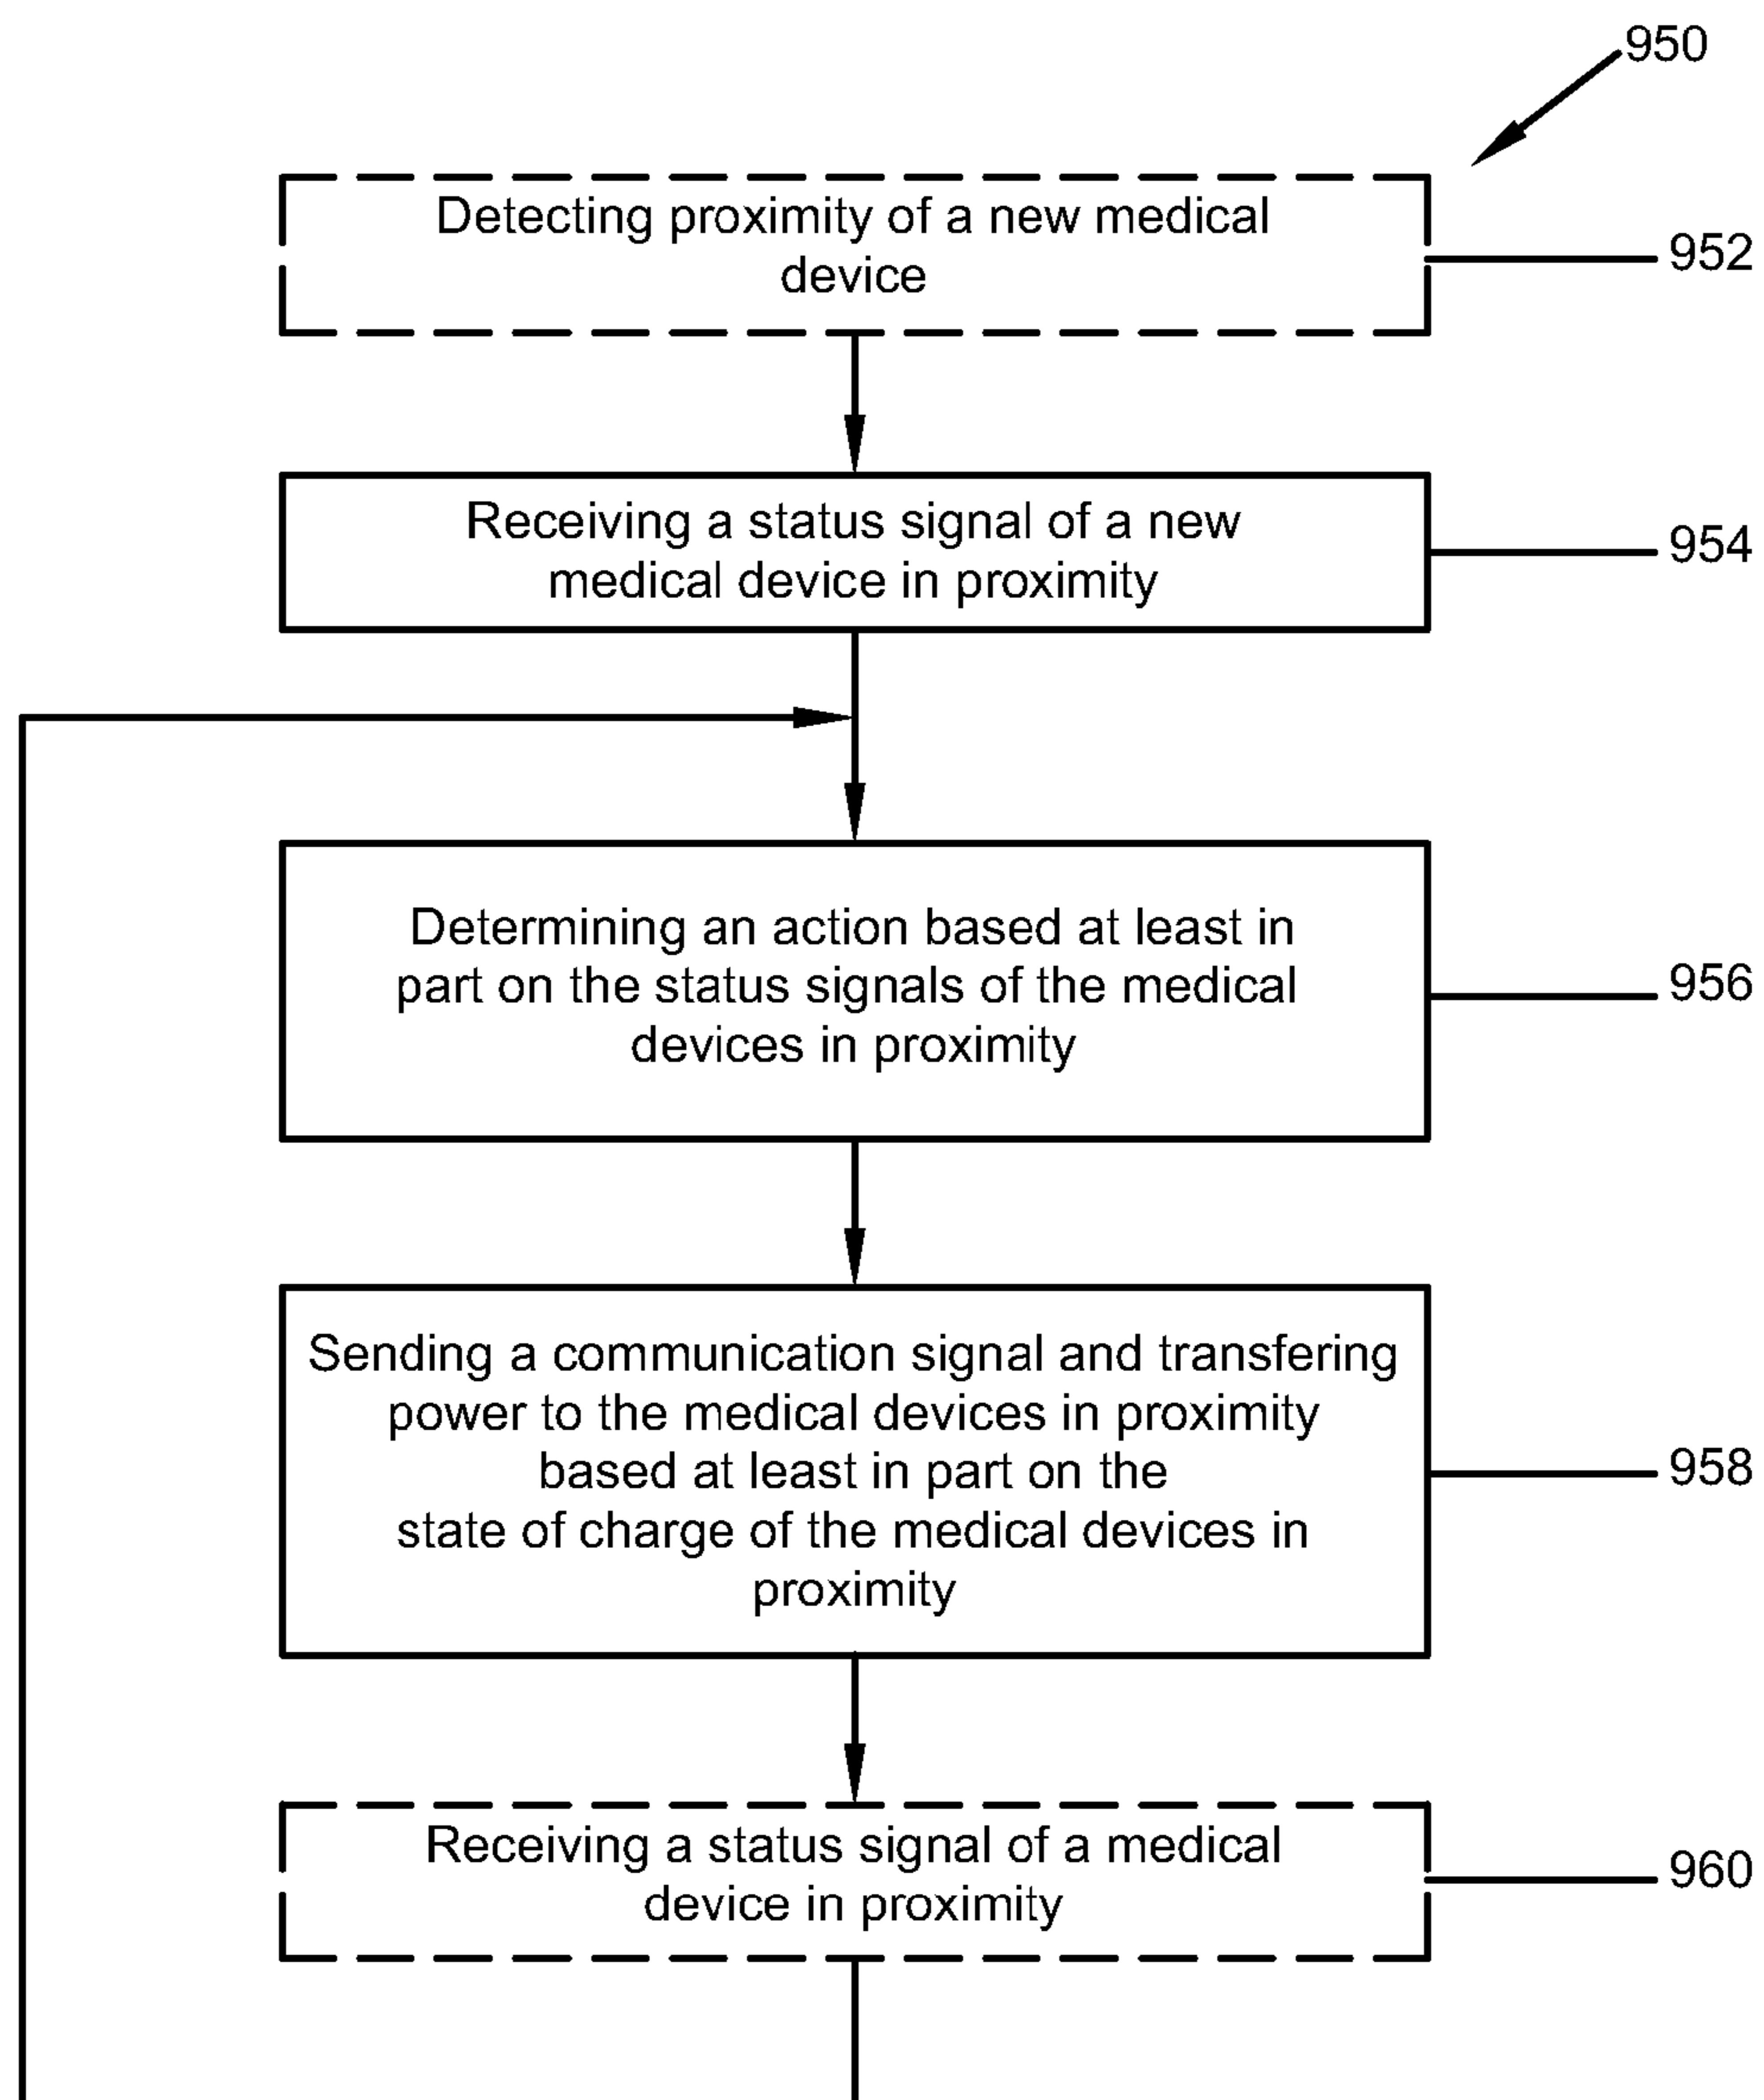 950
Detecting proximity of a new medical
device
952
Receiving a status signal of a new
medical device in proximity
954
Determining an action based at least in
part on the status signals of the medical
devices in proximity
956
Sending a communication signal and transfering
power to the medical devices in proximity
based at least in part on the
state of charge of the medical devices in
proximity
958
Receiving a status signal of a medical
device in proximity
960